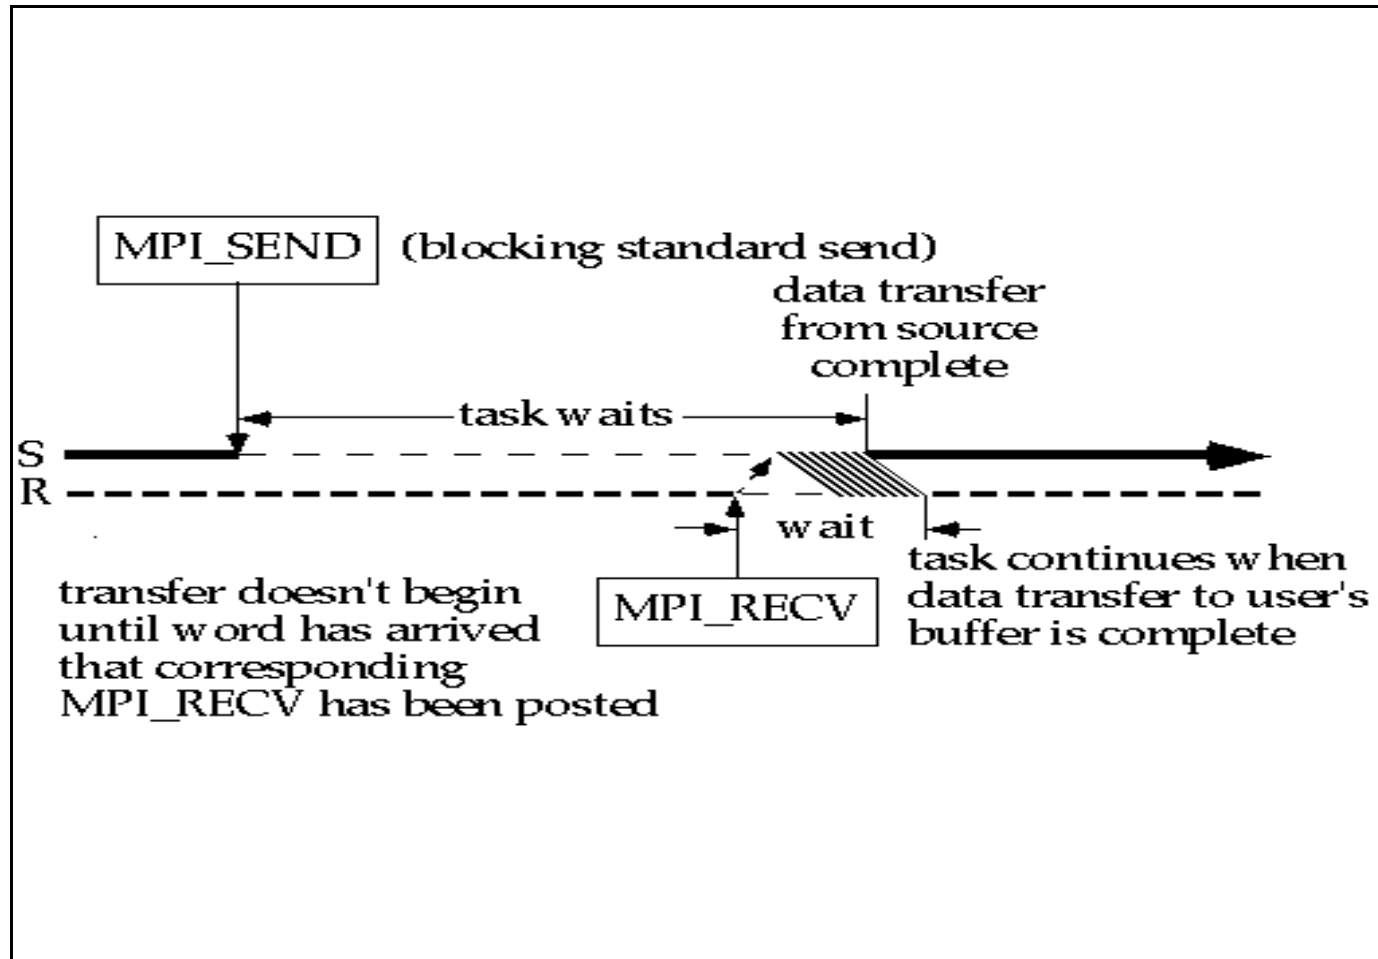 MPI_SEND (blocking standard send)
data transfer
from source
complete
task waits
S
R
wait
MPI_RECV
task continues when
data transfer to user's
buffer is complete
transfer doesn't begin
until word has arrived
that corresponding
MPI_RECV has been posted